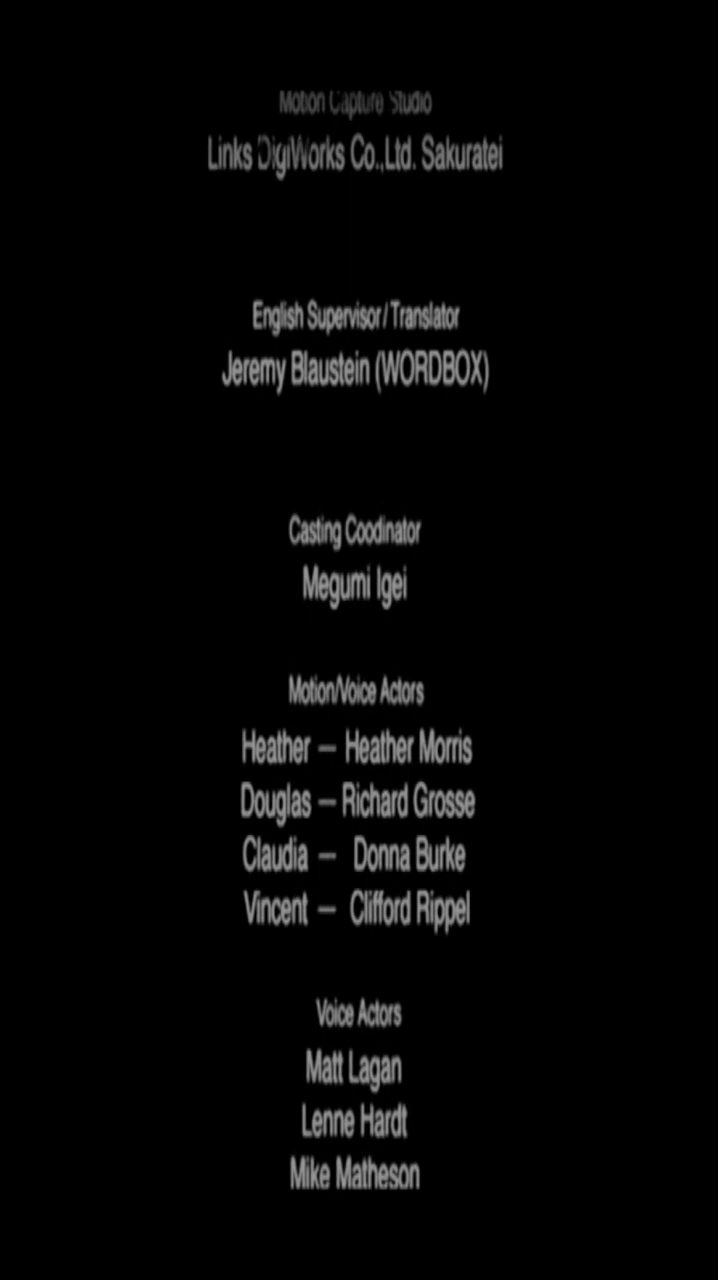 Motion Capture Studio
Links DigiWorks Co.,Ltd. Sakuratei
English Supervisor / Translator
Jeremy Blaustein (WORDBOX)
Casting Coodinator
Megumi Igei
Motion/Voice Actors
Heather — Heather Morris
Douglas — Richard Grosse
Claudia — Donna Burke
Vincent — Clifford Rippel
Voice Actors
Matt Lagan
Lenne Hardt
Mike Matheson